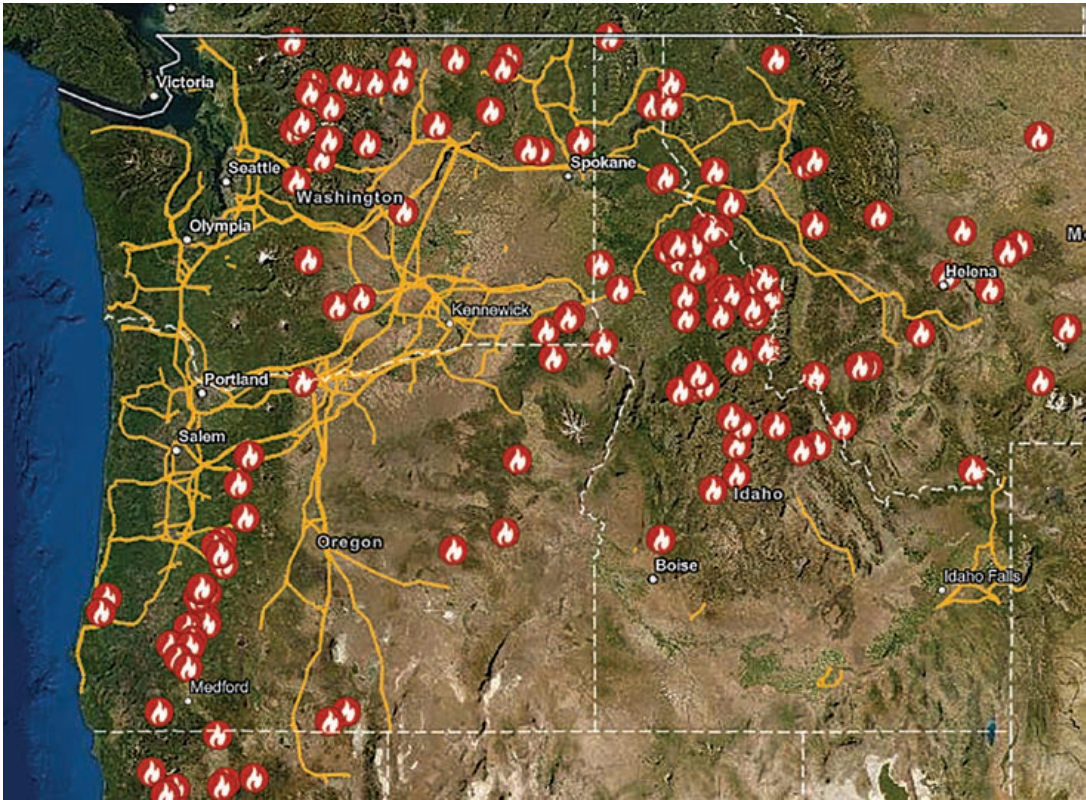 Victoria
Seattle
Spokane
Washington
Olympia
M
Helena
Kennewick
Portland
Salem
Idaho
Oregon
Boise
Idaho Falls
Medford